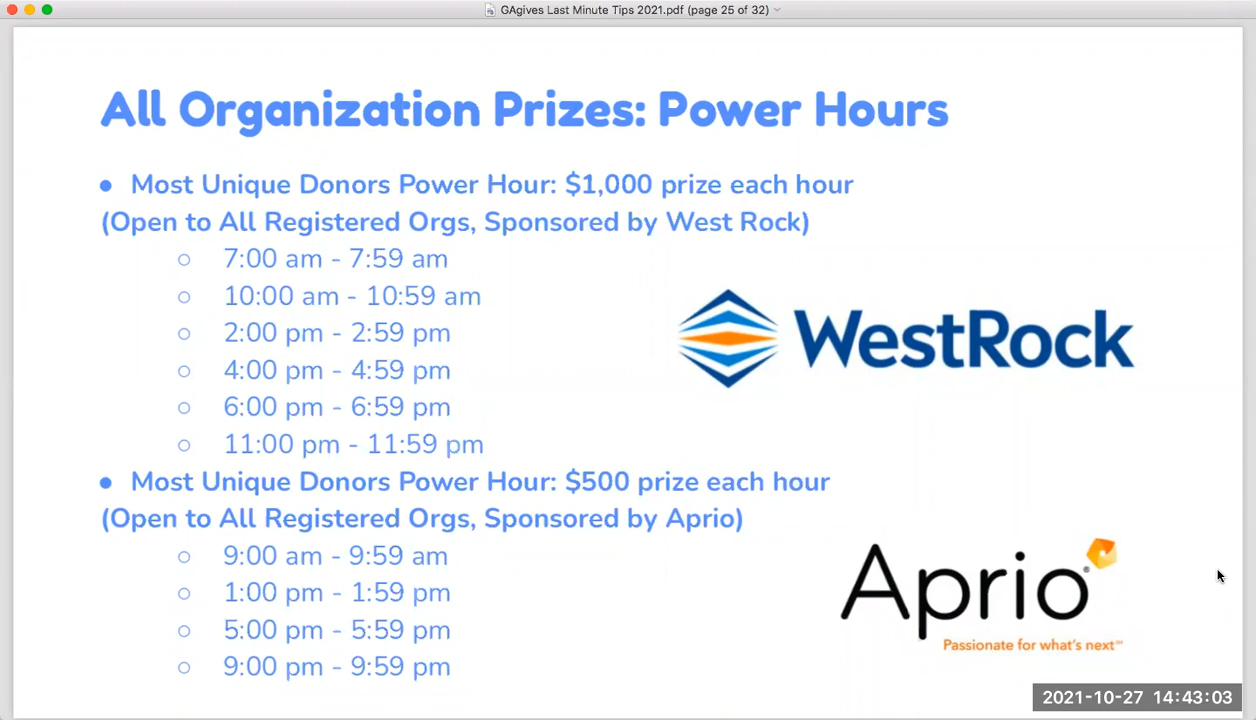 GAgives Last Minute Tips 2021.pdf (page 25 of 32)
All Organization Prizes: Power Hours
● Most Unique Donors Power Hour: $1,000 prize each hour
(Open to All Registered Orgs, Sponsored by West Rock)
○ 7:00 am - 7:59 am
○ 10:00 am - 10:59 am
○ 2:00 pm - 2:59 pm
○ 4:00 pm - 4:59 pm
○ 6:00 pm - 6:59 pm
○ 11:00 pm - 11:59 pm
WestRock
● Most Unique Donors Power Hour: $500 prize each hour
(Open to All Registered Orgs, Sponsored by Aprio)
○ 9:00 am - 9:59 am
○ 1:00 pm - 1:59 pm
○ 5:00 pm - 5:59 pm
○ 9:00 pm - 9:59 pm
Aprio®
Passionate for what's next℠
2021-10-27 14:43:03